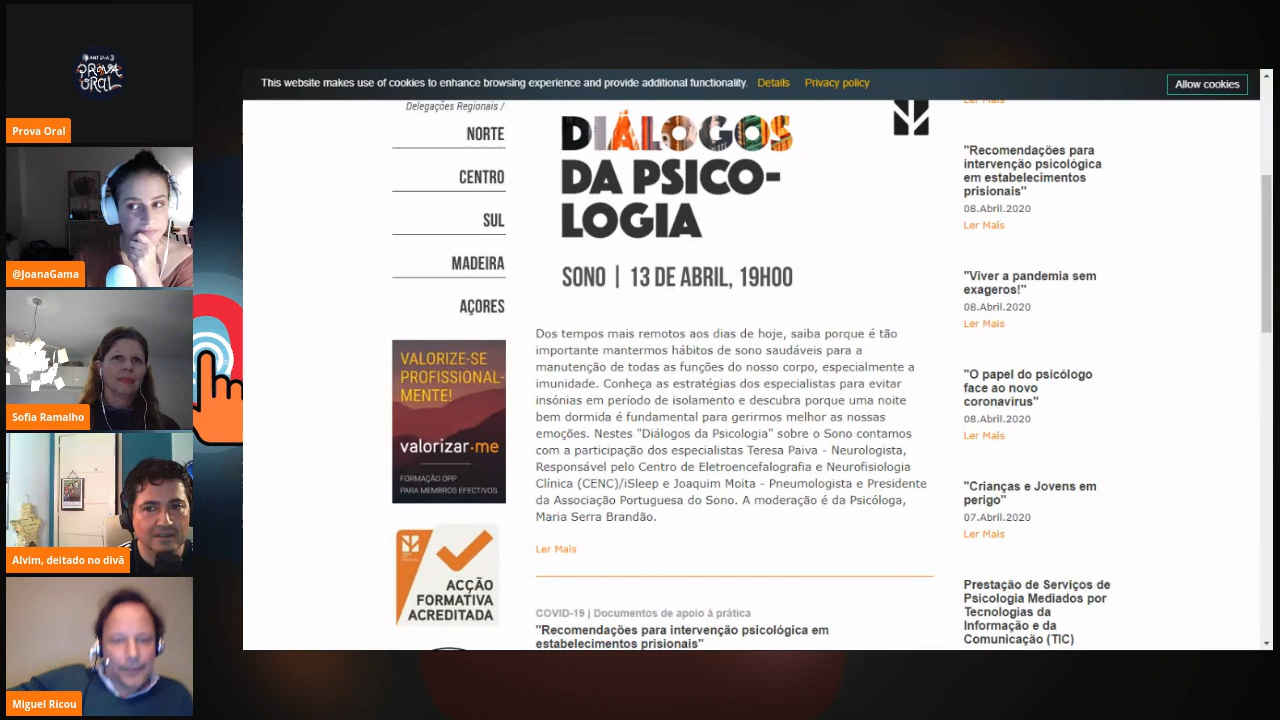 ANTENA 3
PROVA
ORAL
Prova Oral
@JoanaGama
Sofia Ramalho
Alvim, deitado no divã
Miguel Ricou
This website makes use of cookies to enhance browsing experience and provide additional functionality. Details Privacy policy
Allow cookies
Delegações Regionais /
NORTE
CENTRO
SUL
MADEIRA
AÇORES
VALORIZE-SE
PROFISSIONAL-
MENTE!
valorizar·me
FORMAÇÃO OPP
PARA MEMBROS EFECTIVOS
ACÇÃO
FORMATIVA
ACREDITADA
DIÁLOGOS
DA PSICO-
LOGIA
SONO | 13 DE ABRIL, 19H00
Dos tempos mais remotos aos dias de hoje, saiba porque é tão
importante mantermos hábitos de sono saudáveis para a
manutenção de todas as funções do nosso corpo, especialmente a
imunidade. Conheça as estratégias dos especialistas para evitar
insónias em período de isolamento e descubra porque uma noite
bem dormida é fundamental para gerirmos melhor as nossas
emoções. Nestes "Diálogos da Psicologia" sobre o Sono contamos
com a participação dos especialistas Teresa Paiva - Neurologista,
Responsável pelo Centro de Eletroencefalografia e Neurofisiologia
Clínica (CENC)/iSleep e Joaquim Moita - Pneumologista e Presidente
da Associação Portuguesa do Sono. A moderação é da Psicóloga,
Maria Serra Brandão.
Ler Mais
COVID-19 | Documentos de apoio à prática
"Recomendações para intervenção psicológica em
estabelecimentos prisionais"
Ler Mais
"Recomendações para
intervenção psicológica
em estabelecimentos
prisionais"
08.Abril.2020
Ler Mais
"Viver a pandemia sem
exageros!"
08.Abril.2020
Ler Mais
"O papel do psicólogo
face ao novo
coronavírus"
08.Abril.2020
Ler Mais
"Crianças e Jovens em
perigo"
07.Abril.2020
Ler Mais
Prestação de Serviços de
Psicologia Mediados por
Tecnologias da
Informação e da
Comunicação (TIC)